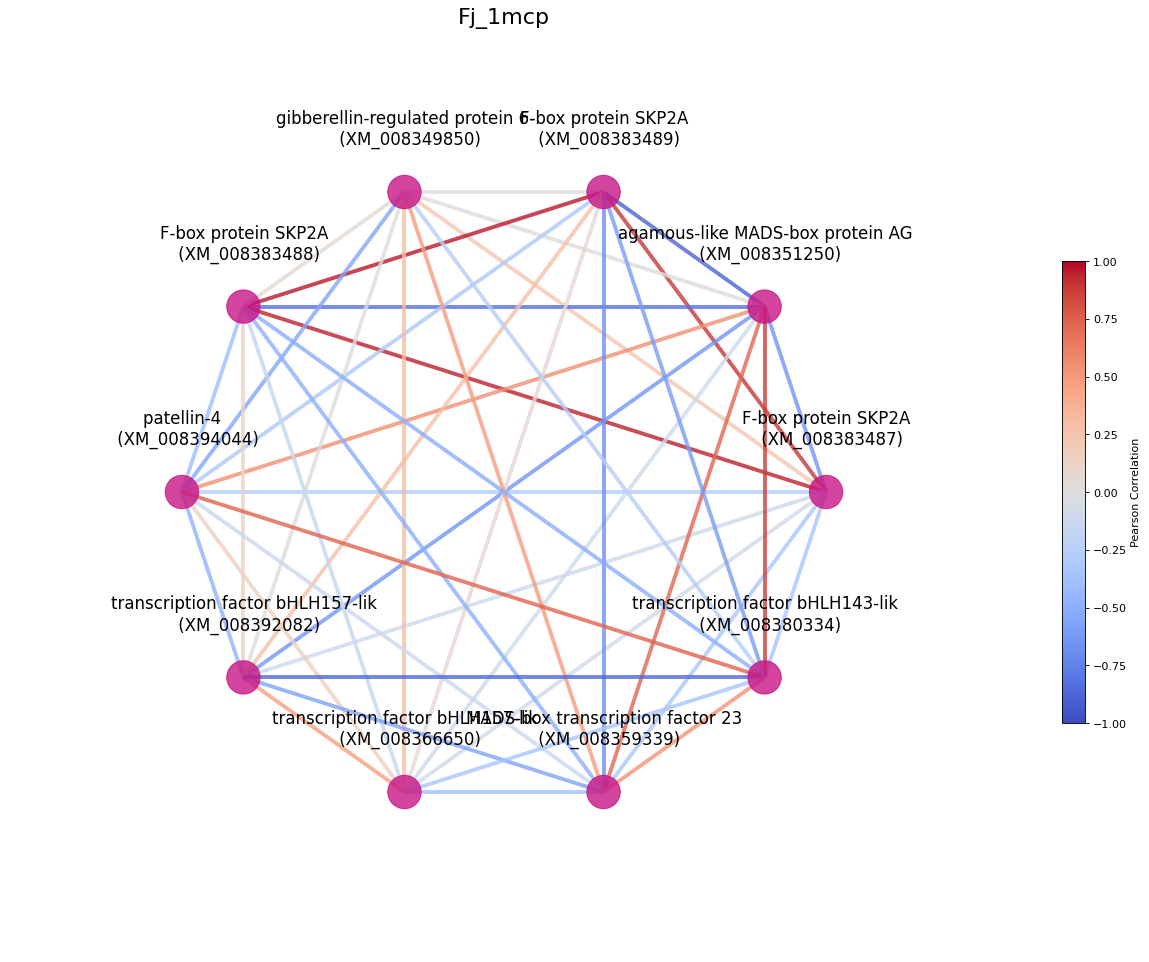 Fj_1mcp
gibberellin-regulated protein 6
(XM_008349850)
F-box protein SKP2A
(XM_008383489)
F-box protein SKP2A
(XM_008383488)
agamous-like MADS-box protein AG
(XM_008351250)
patellin-4
(XM_008394044)
F-box protein SKP2A
(XM_008383487)
transcription factor bHLH157-lik
(XM_008392082)
transcription factor bHLH143-lik
(XM_008380334)
transcription factor bHLH157-lik
(XM_008366650)
MADS-box transcription factor 23
(XM_008359339)
1.00
0.75
0.50
0.25
0.00
−0.25
−0.50
−0.75
−1.00
Pearson Correlation